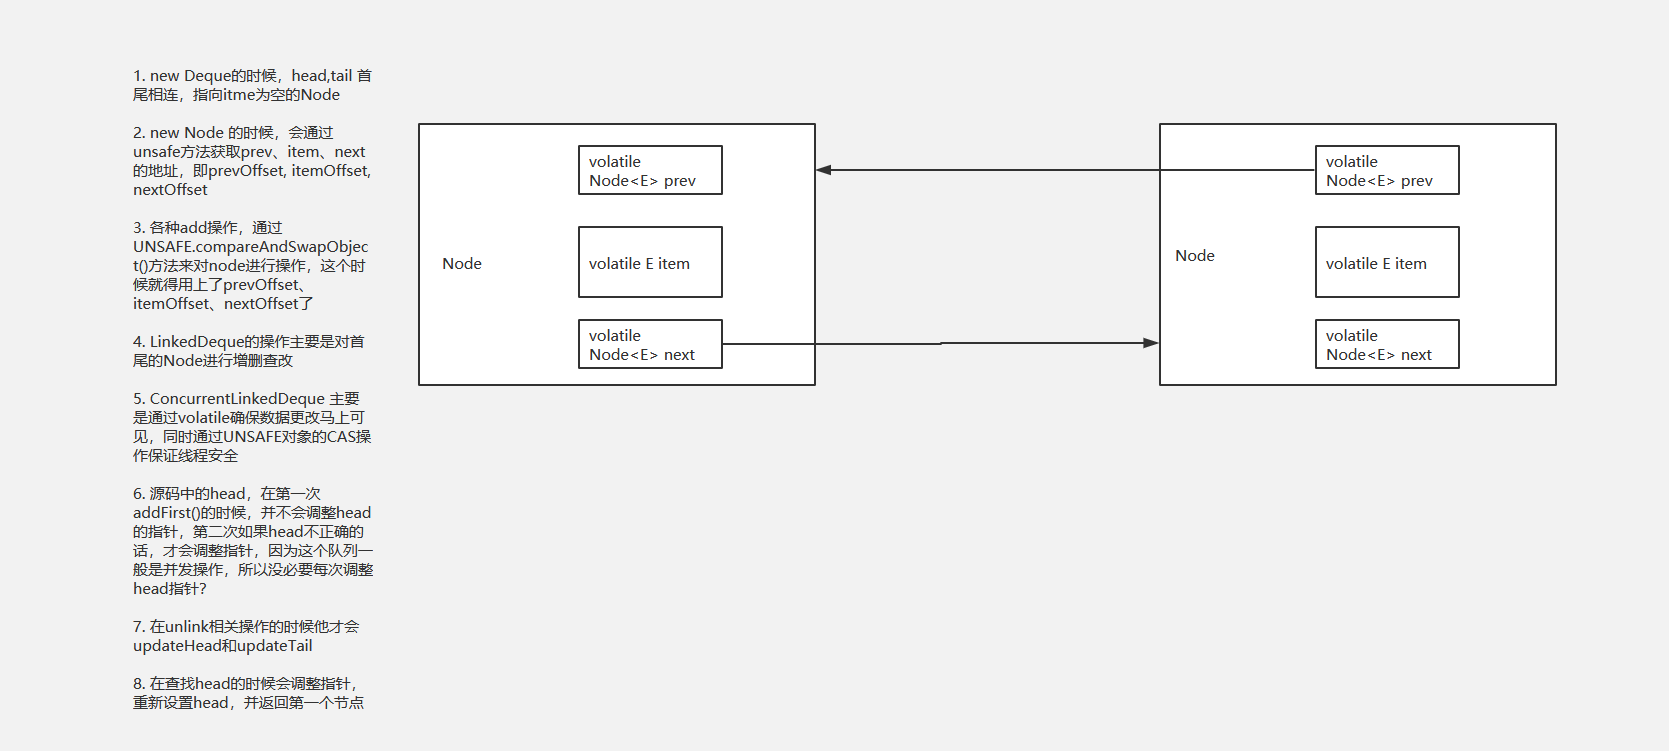 1. new Deque的时候，head,tail 首
尾相连，指向itme为空的Node
2. new Node 的时候，会通过
unsafe方法获取prev、item、next
的地址，即prevOffset, itemOffset,
nextOffset
3. 各种add操作，通过
UNSAFE.compareAndSwapObjec
t()方法来对node进行操作，这个时
候就得用上了prevOffset、
itemOffset、nextOffset了
4. LinkedDeque的操作主要是对首
尾的Node进行增删查改
5. ConcurrentLinkedDeque 主要
是通过volatile确保数据更改马上可
见，同时通过UNSAFE对象的CAS操
作保证线程安全
6. 源码中的head，在第一次
addFirst()的时候，并不会调整head
的指针，第二次如果head不正确的
话，才会调整指针，因为这个队列一
般是并发操作，所以没必要每次调整
head指针？
7. 在unlink相关操作的时候他才会
updateHead和updateTail
8. 在查找head的时候会调整指针，
重新设置head，并返回第一个节点
Node
volatile
Node<E> prev
volatile E item
volatile
Node<E> next
Node
volatile
Node<E> prev
volatile E item
volatile
Node<E> next